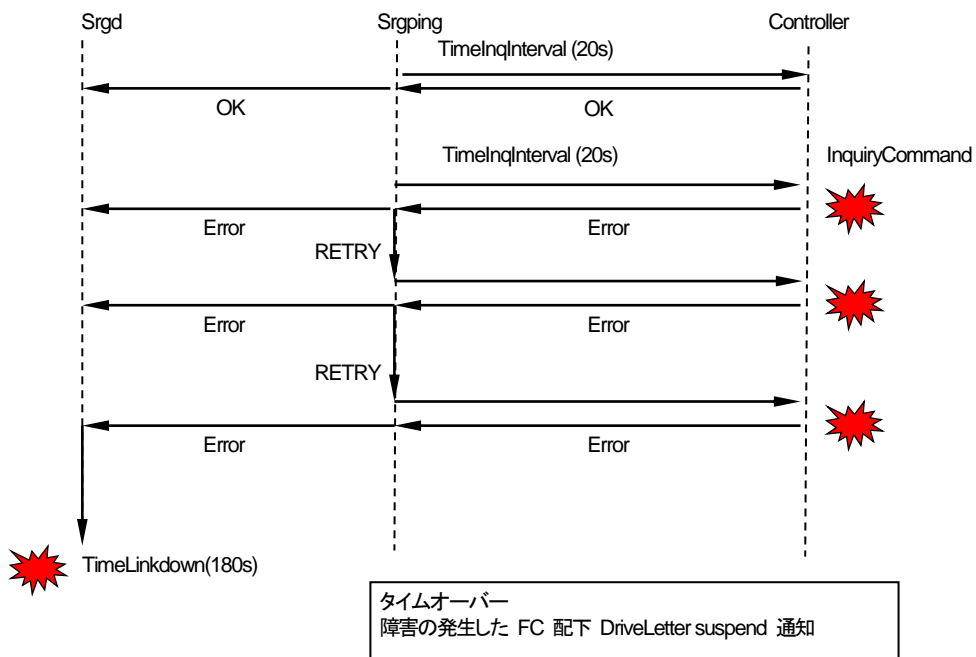 Srgd
Srgping
Controller
TimeInqInterval (20s)
OK
OK
TimeInqInterval (20s)
InquiryCommand
Error
Error
RETRY
Error
Error
RETRY
Error
Error
TimeLinkdown(180s)
タイムオーバー
障害の発生した FC 配下 DriveLetter suspend 通知